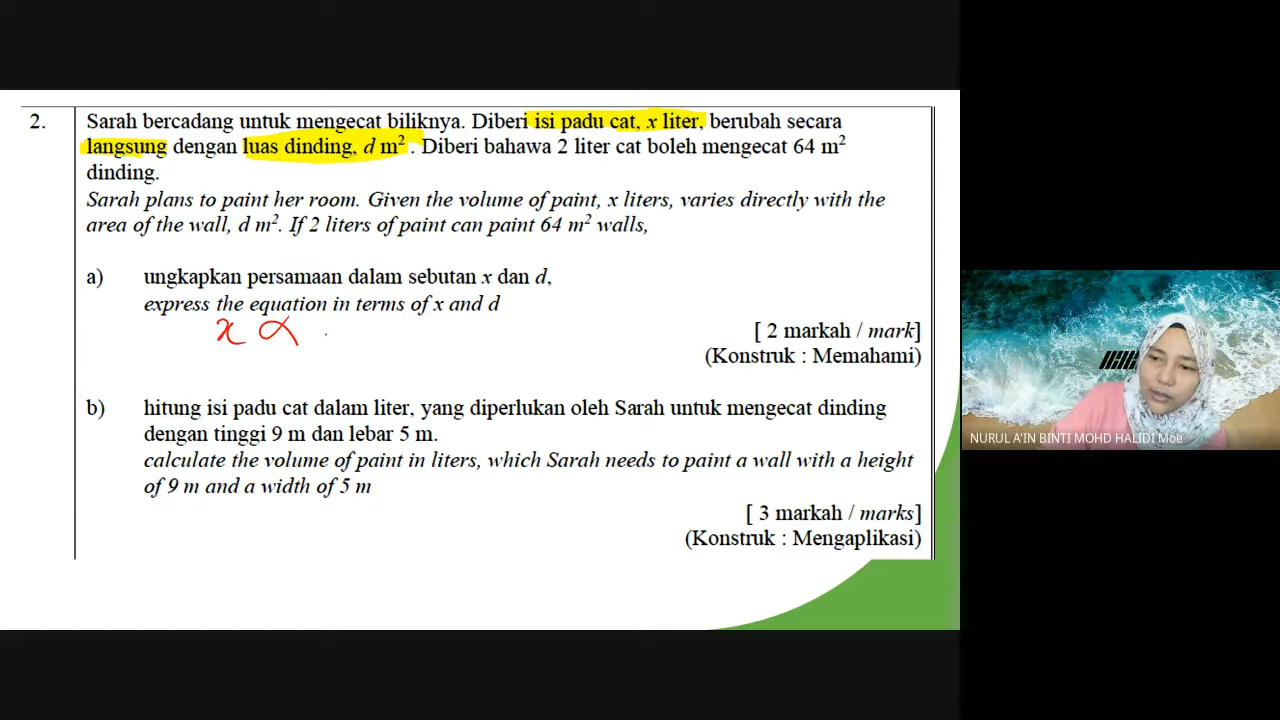 2. Sarah bercadang untuk mengecat biliknya. Diberi isi padu cat, x liter, berubah secara
langsung dengan luas dinding, d m². Diberi bahawa 2 liter cat boleh mengecat 64 m²
dinding.
Sarah plans to paint her room. Given the volume of paint, x liters, varies directly with the
area of the wall, d m². If 2 liters of paint can paint 64 m² walls,
a) ungkapkan persamaan dalam sebutan x dan d,
express the equation in terms of x and d
x ∝
[ 2 markah / mark]
(Konstruk : Memahami)
b) hitung isi padu cat dalam liter, yang diperlukan oleh Sarah untuk mengecat dinding
dengan tinggi 9 m dan lebar 5 m.
calculate the volume of paint in liters, which Sarah needs to paint a wall with a height
of 9 m and a width of 5 m
[ 3 markah / marks]
(Konstruk : Mengaplikasi)
NURUL A'IN BINTI MOHD HALIDI Moe